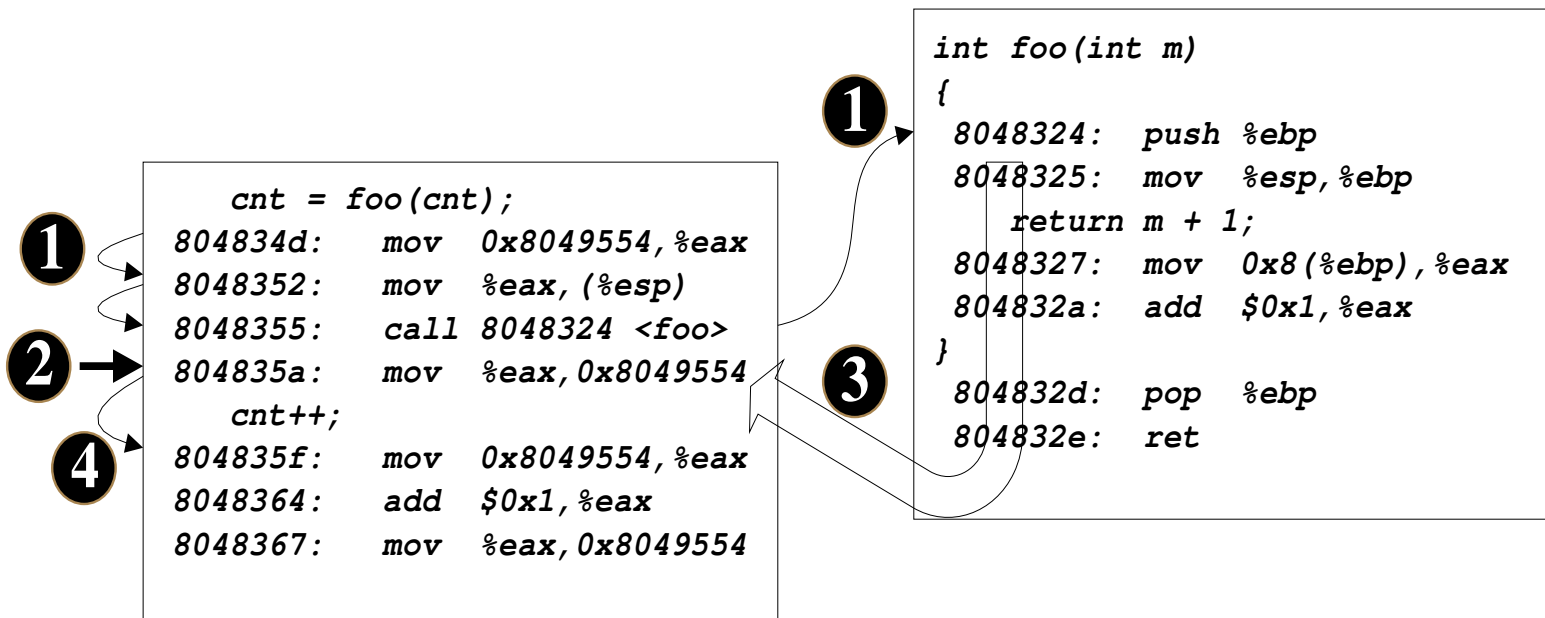 cnt = foo(cnt);
804834d: mov 0x8049554,%eax
8048352: mov %eax,(%esp)
8048355: call 8048324 <foo>
804835a: mov %eax,0x8049554
cnt++;
804835f: mov 0x8049554,%eax
8048364: add $0x1,%eax
8048367: mov %eax,0x8049554
1
2
4
1
3
int foo(int m)
{
8048324: push %ebp
8048325: mov %esp,%ebp
return m + 1;
8048327: mov 0x8(%ebp),%eax
804832a: add $0x1,%eax
}
804832d: pop %ebp
804832e: ret